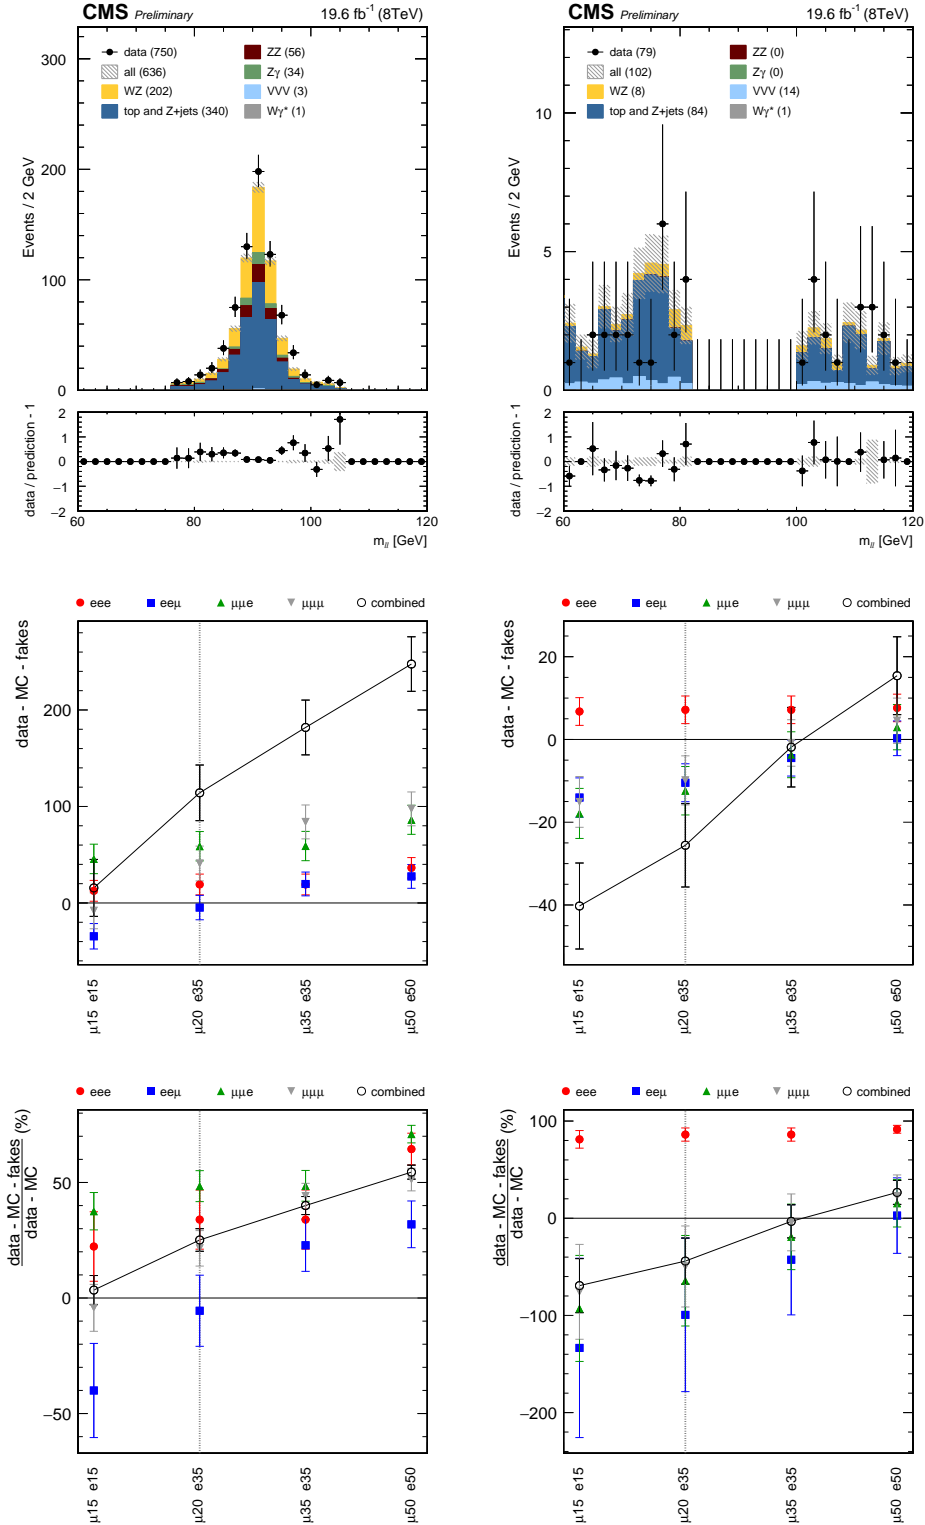 CMS Preliminary 19.6 fb⁻¹ (8TeV)
data (750) ZZ (56)
all (636) Zγ (34)
WZ (202) VVV (3)
top and Z+jets (340) Wγ* (1)
Events / 2 GeV
300
200
100
0
data / prediction - 1
2
1
0
−1
−2
60 80 100 120
m_ll [GeV]
CMS Preliminary 19.6 fb⁻¹ (8TeV)
data (79) ZZ (0)
all (102) Zγ (0)
WZ (8) VVV (14)
top and Z+jets (84) Wγ* (1)
Events / 2 GeV
10
5
0
data / prediction - 1
2
1
0
−1
−2
60 80 100 120
m_ll [GeV]
eee eeμ μμe μμμ combined
data - MC - fakes
200
100
0
μ15 e15
μ20 e35
μ35 e35
μ50 e50
eee eeμ μμe μμμ combined
data - MC - fakes
20
0
−20
−40
μ15 e15
μ20 e35
μ35 e35
μ50 e50
eee eeμ μμe μμμ combined
data - MC - fakes (%)
data - MC
50
0
−50
μ15 e15
μ20 e35
μ35 e35
μ50 e50
eee eeμ μμe μμμ combined
data - MC - fakes (%)
data - MC
100
0
−100
−200
μ15 e15
μ20 e35
μ35 e35
μ50 e50